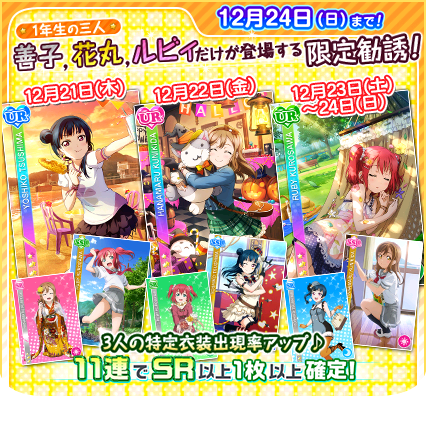 12月24日(日)まで!
1年生の三人
善子,花丸,ルビィだけが登場する限定勧誘!
12月21日(木)
12月22日(金)
12月23日(土)
~24日(日)
UR
UR
UR
HALL
YOSHIKO TSUSHIMA
HANAMARU KUNIKIDA
RUBY KUROSAWA
3人の特定衣装出現率アップ♪
11連でSR以上1枚以上確定!